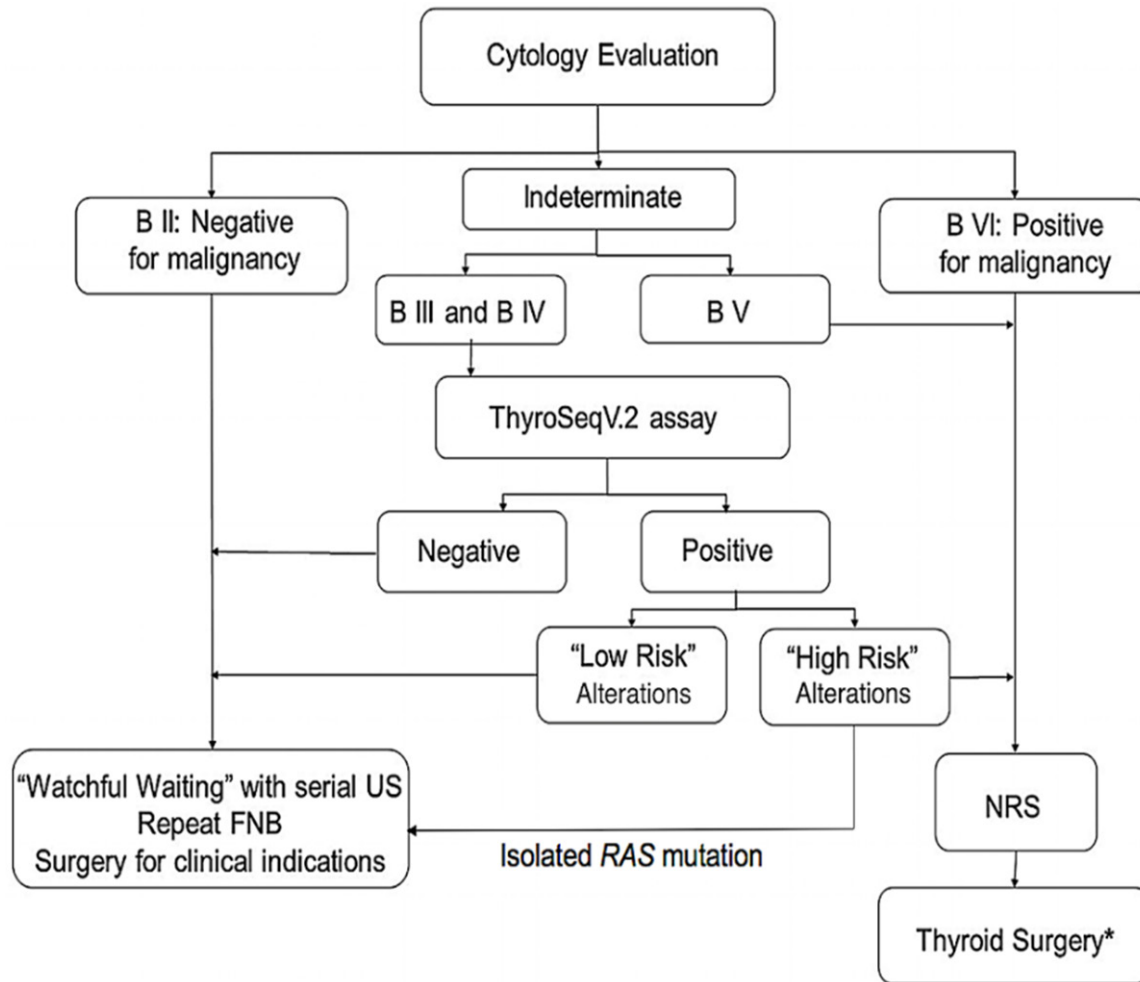 Cytology Evaluation
Indeterminate
B II: Negative
for malignancy
B VI: Positive
for malignancy
B III and B IV
B V
ThyroSeqV.2 assay
Negative
Positive
“Low Risk”
Alterations
“High Risk”
Alterations
“Watchful Waiting” with serial US
Repeat FNB
Surgery for clinical indications
Isolated RAS mutation
NRS
Thyroid Surgery*